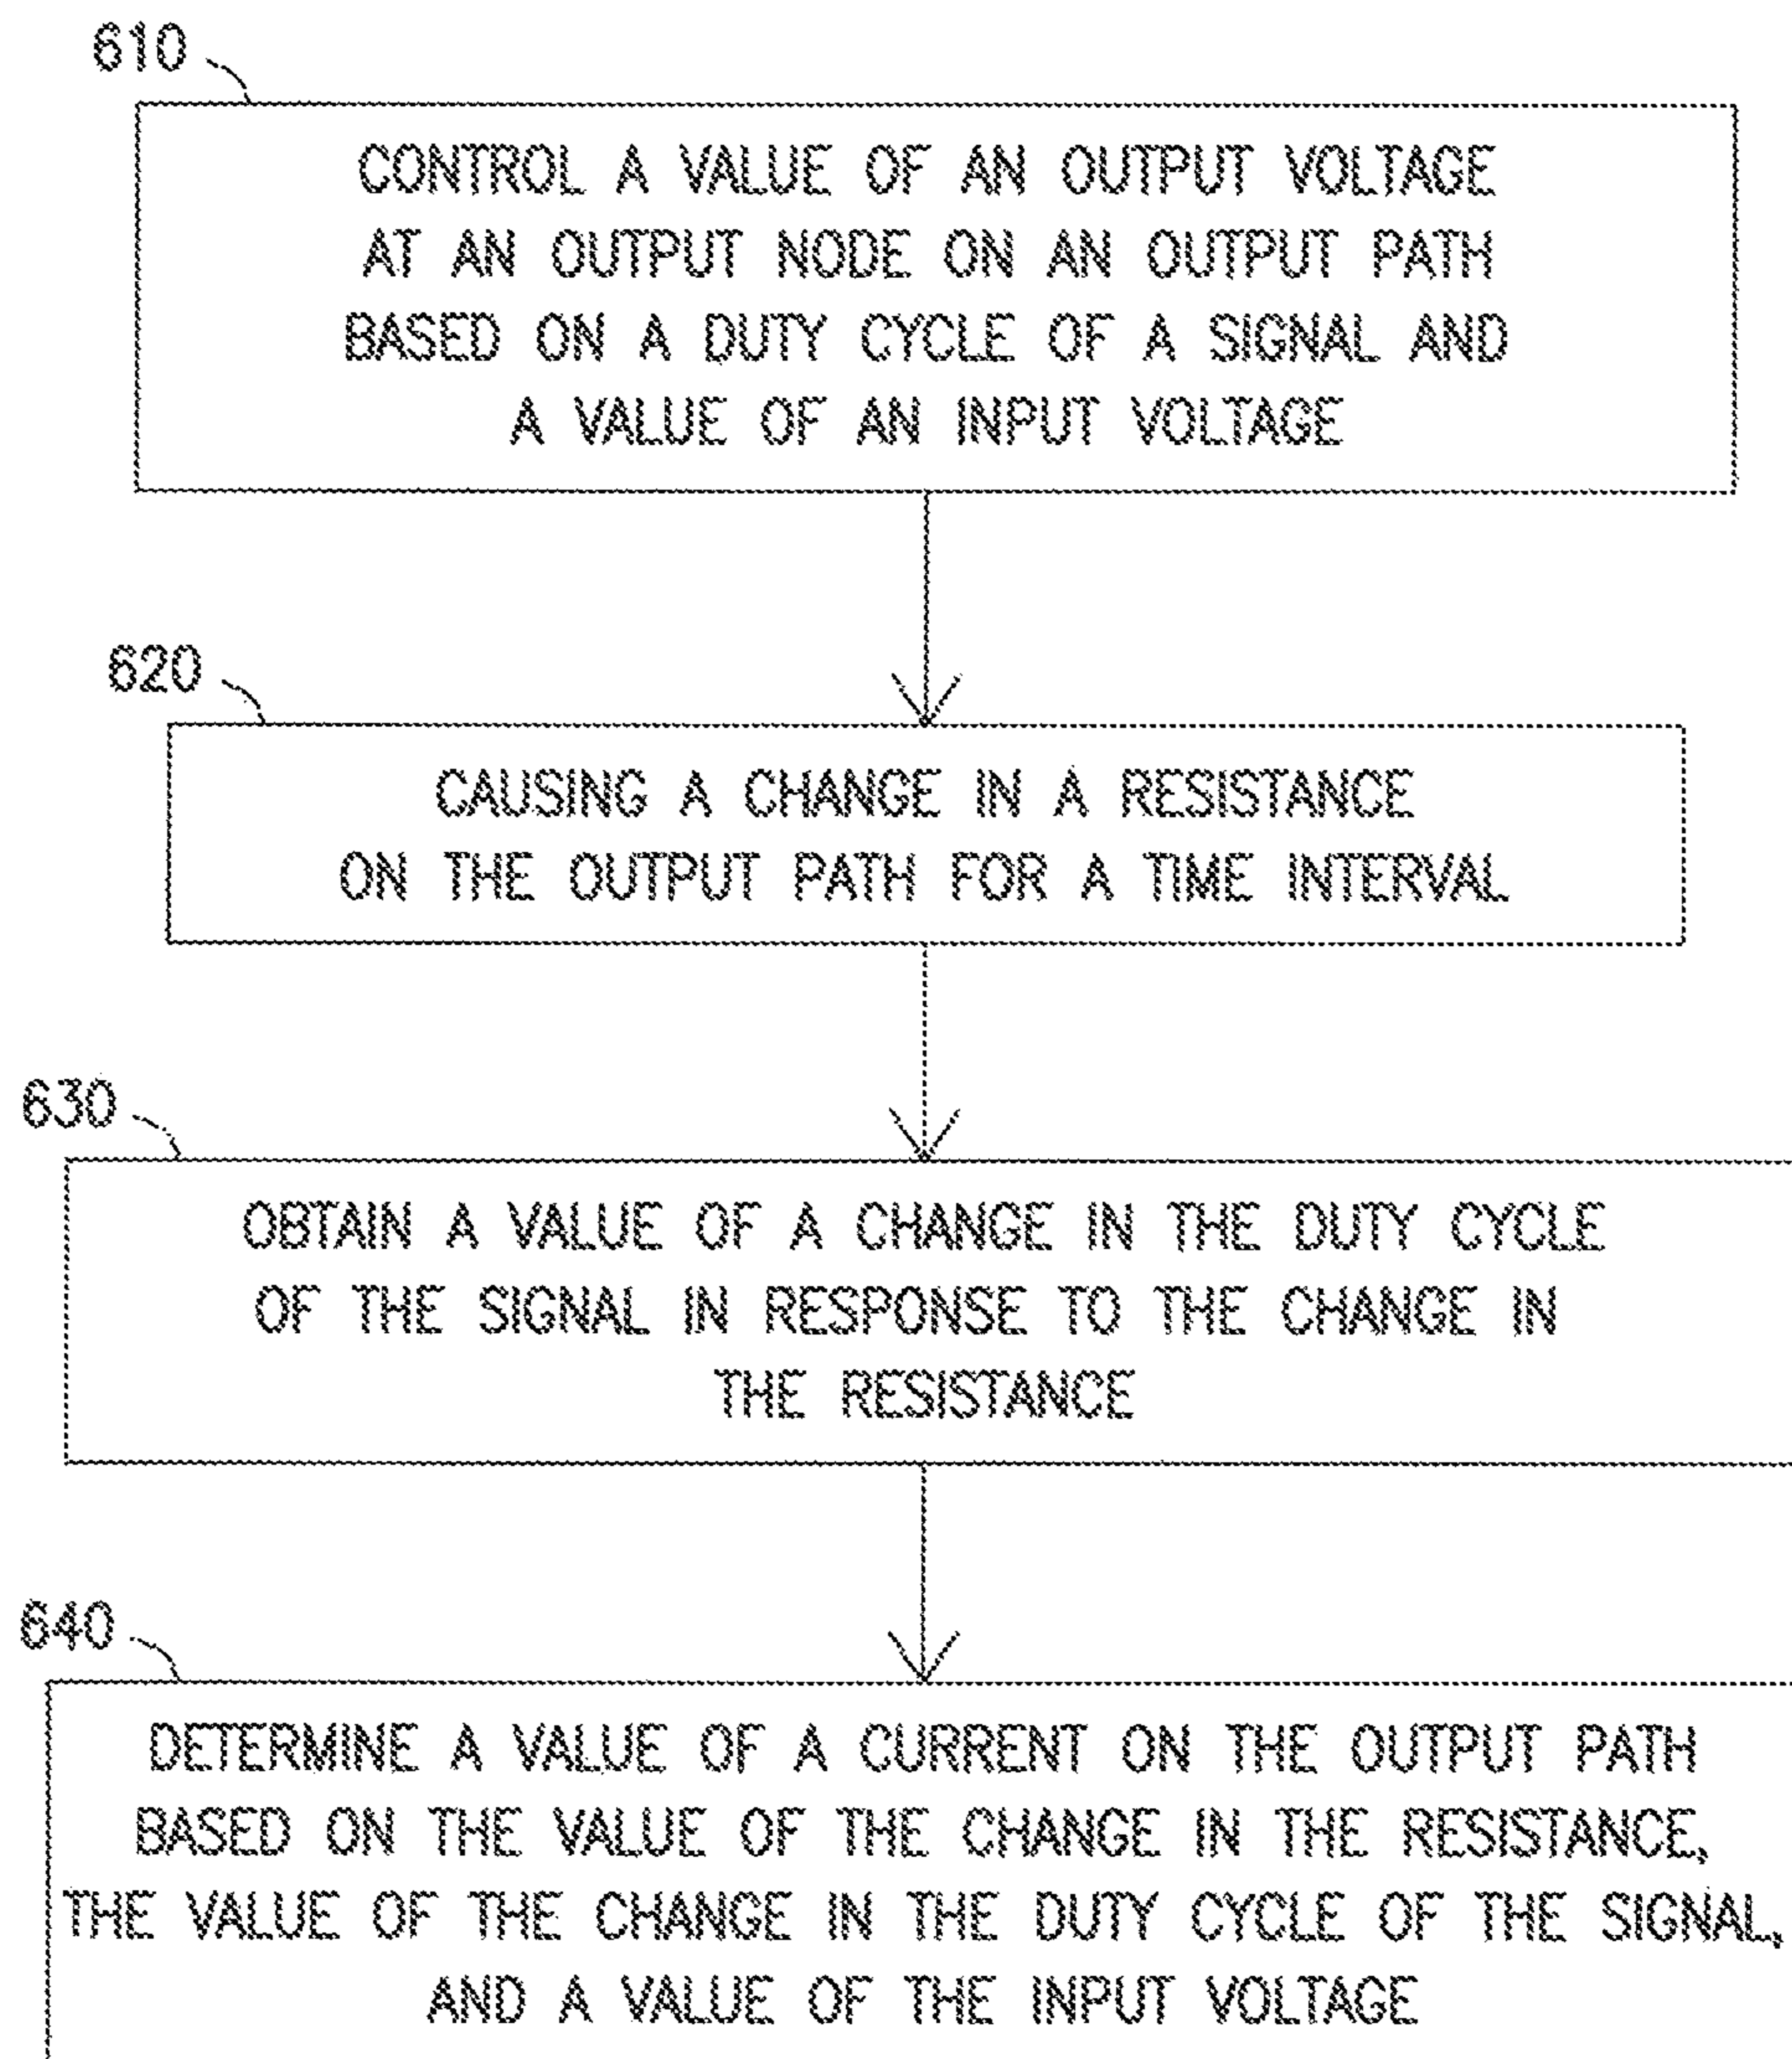 610
CONTROL A VALUE OF AN OUTPUT VOLTAGE
AT AN OUTPUT NODE ON AN OUTPUT PATH
BASED ON A DUTY CYCLE OF A SIGNAL AND
A VALUE OF AN INPUT VOLTAGE
620
CAUSING A CHANGE IN A RESISTANCE
ON THE OUTPUT PATH FOR A TIME INTERVAL
630
OBTAIN A VALUE OF A CHANGE IN THE DUTY CYCLE
OF THE SIGNAL IN RESPONSE TO THE CHANGE IN
THE RESISTANCE
640
DETERMINE A VALUE OF A CURRENT ON THE OUTPUT PATH
BASED ON THE VALUE OF THE CHANGE IN THE RESISTANCE,
THE VALUE OF THE CHANGE IN THE DUTY CYCLE OF THE SIGNAL,
AND A VALUE OF THE INPUT VOLTAGE